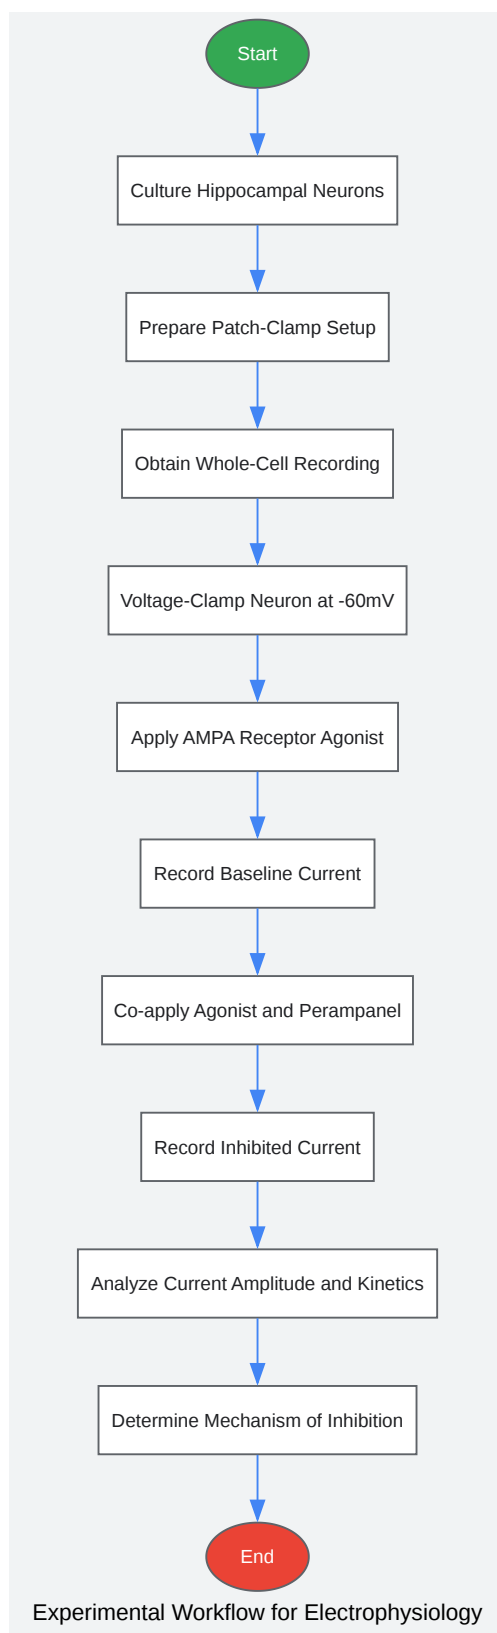 Start
Culture Hippocampal Neurons
Prepare Patch-Clamp Setup
Obtain Whole-Cell Recording
Voltage-Clamp Neuron at -60mV
Apply AMPA Receptor Agonist
Record Baseline Current
Co-apply Agonist and Perampanel
Record Inhibited Current
Analyze Current Amplitude and Kinetics
Determine Mechanism of Inhibition
End
Experimental Workflow for Electrophysiology